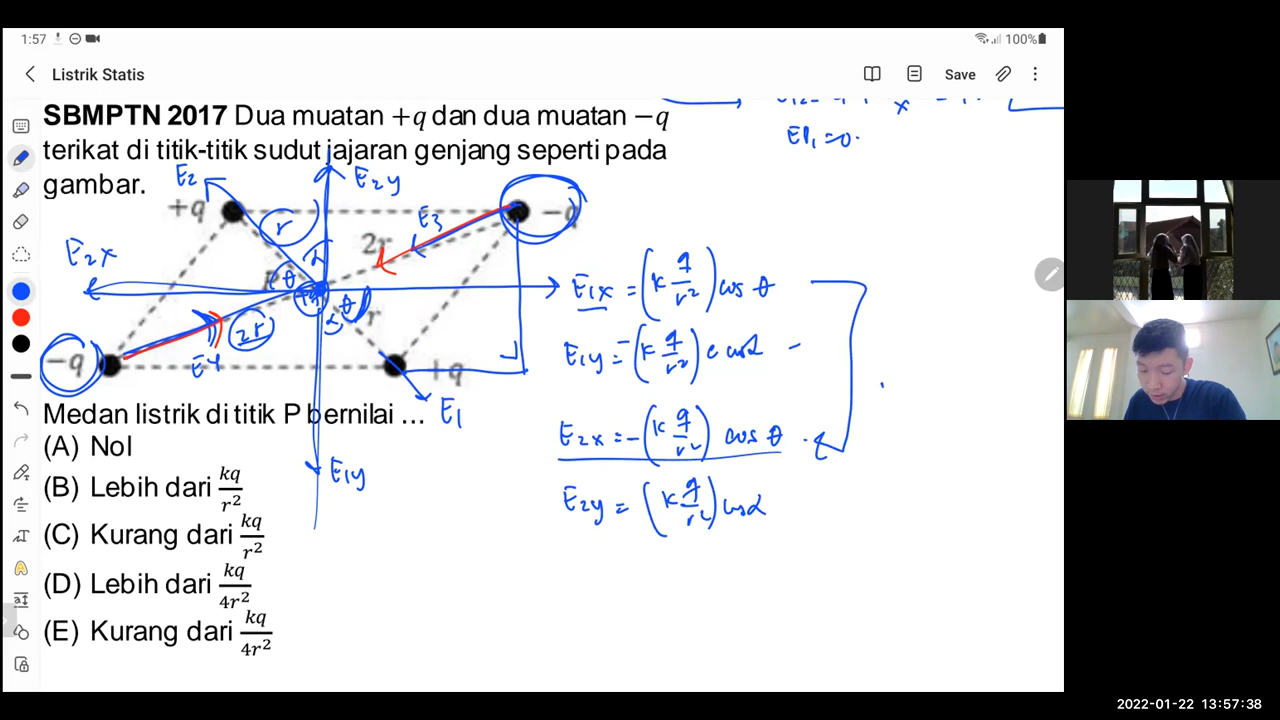 1:57
100%
Listrik Statis
Save
SBMPTN 2017 Dua muatan +q dan dua muatan −q
terikat di titik-titik sudut jajaran genjang seperti pada
gambar.
EP₁ = 0.
E₂
E₂y
+q
r
α
E₃
−q
2r
E₂x
θ
θ
r
2r
E₄
−q
+q
E₁
E₁y
E₁x = (k q/r²) cos θ
E₁y = −(k q/r²) c cos α −
E₂x = −(k q/r²) cos θ
E₂y = (k q/r²) cos α
Medan listrik di titik P bernilai ...
(A) Nol
(B) Lebih dari kq/r²
(C) Kurang dari kq/r²
(D) Lebih dari kq/4r²
(E) Kurang dari kq/4r²
2022-01-22 13:57:38